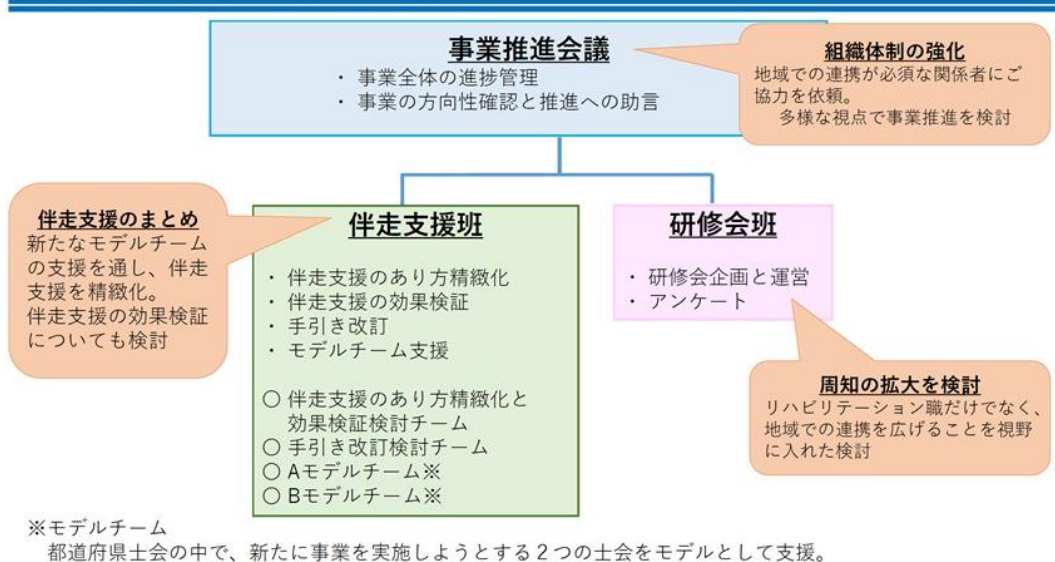 事業推進会議
・ 事業全体の進捗管理
・ 事業の方向性確認と推進への助言
組織体制の強化
地域での連携が必須な関係者にご
協力を依頼。
多様な視点で事業推進を検討
伴走支援のまとめ
新たなモデルチーム
の支援を通し、伴走
支援を精緻化。
伴走支援の効果検証
についても検討
伴走支援班
・ 伴走支援のあり方精緻化
・ 伴走支援の効果検証
・ 手引き改訂
・ モデルチーム支援
〇 伴走支援のあり方精緻化と
効果検証検討チーム
〇 手引き改訂検討チーム
〇 Aモデルチーム※
〇 Bモデルチーム※
研修会班
・ 研修会企画と運営
・ アンケート
周知の拡大を検討
リハビリテーション職だけでなく、
地域での連携を広げることを視野
に入れた検討
※モデルチーム
都道府県士会の中で、新たに事業を実施しようとする２つの士会をモデルとして支援。